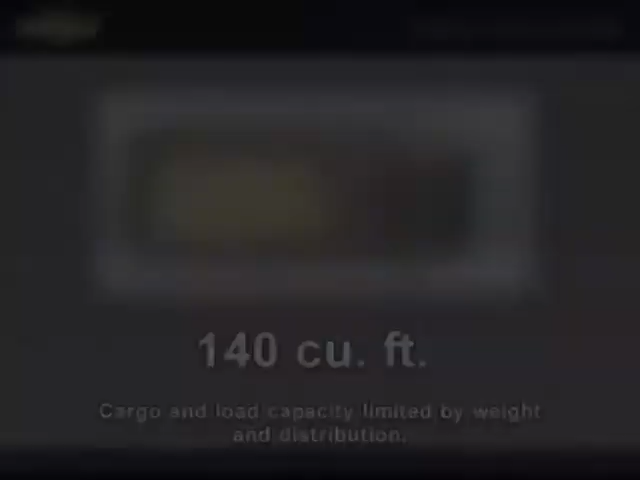 140 cu. ft.
Cargo and load capacity limited by weight
and distribution.